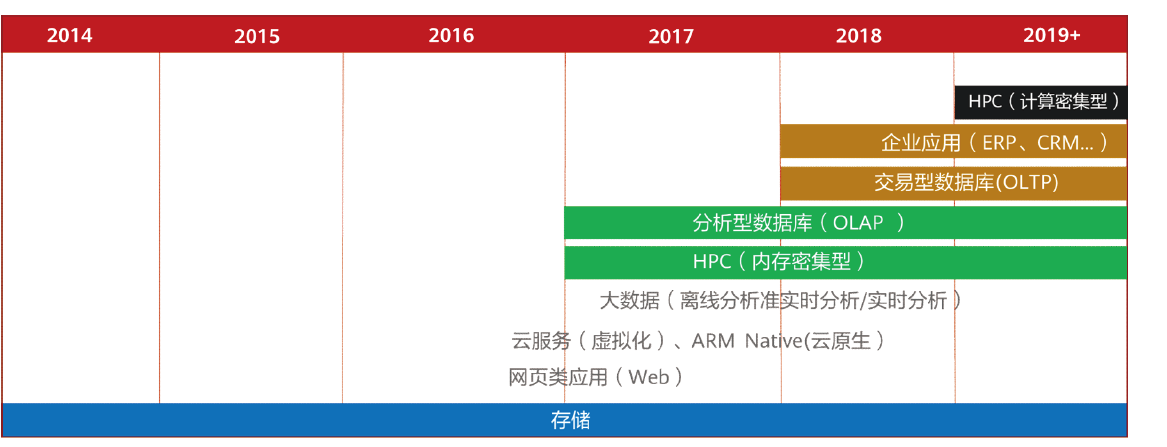 2014 2015 2016 2017 2018 2019+
HPC（计算密集型）
企业应用（ERP、CRM...）
交易型数据库(OLTP)
分析型数据库（OLAP ）
HPC（内存密集型）
大数据（离线分析准实时分析/实时分析）
云服务（虚拟化）、ARM Native(云原生）
网页类应用（Web）
存储